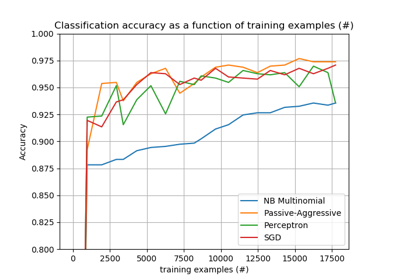 Classification accuracy as a function of training examples (#)
1.000
0.975
0.950
0.925
0.900
0.875
0.850
0.825
0.800
Accuracy
0 2500 5000 7500 10000 12500 15000 17500
training examples (#)
NB Multinomial
Passive-Aggressive
Perceptron
SGD